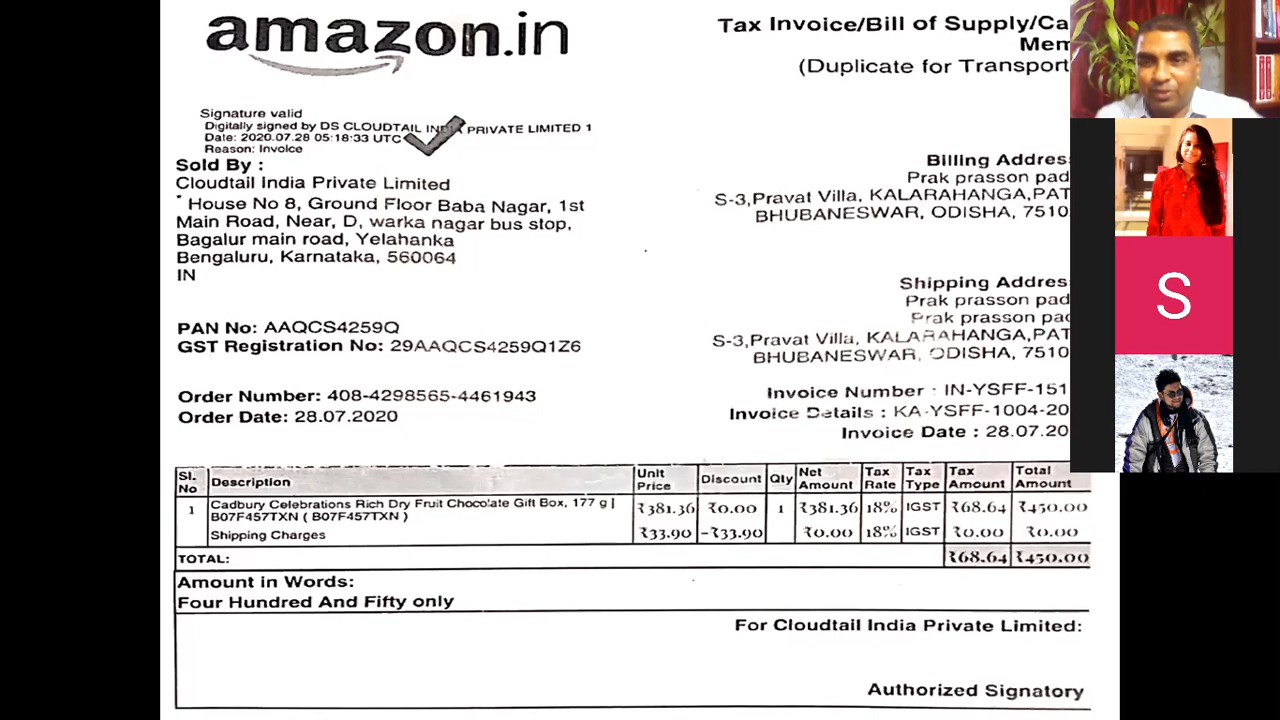 amazon.in
Tax Invoice/Bill of Supply/Ca
Mem
(Duplicate for Transport
Signature valid
Digitally signed by DS CLOUDTAIL INDIA PRIVATE LIMITED 1
Date: 2020.07.28 05:18:33 UTC
Reason: Invoice
Sold By :
Cloudtail India Private Limited
* House No 8, Ground Floor Baba Nagar, 1st
Main Road, Near, D, warka nagar bus stop,
Bagalur main road, Yelahanka
Bengaluru, Karnataka, 560064
IN
Billing Addres
Prak prasson pad
S-3,Pravat Villa, KALARAHANGA,PAT
BHUBANESWAR, ODISHA, 7510
Shipping Addres
Prak prasson pad
Prak prasson pad
S-3,Pravat Villa, KALARAHANGA,PAT
BHUBANESWAR, ODISHA, 7510
PAN No: AAQCS4259Q
GST Registration No: 29AAQCS4259Q1Z6
Order Number: 408-4298565-4461943
Order Date: 28.07.2020
Invoice Number : IN-YSFF-151
Invoice Details : KA-YSFF-1004-20
Invoice Date : 28.07.20
Sl. No Description Unit Price Discount Qty Net Amount Tax Rate Tax Type Tax Amount Total Amount
1 Cadbury Celebrations Rich Dry Fruit Chocolate Gift Box, 177 g | ₹381.36 ₹0.00 1 ₹381.36 18% IGST ₹68.64 ₹450.00
B07F457TXN ( B07F457TXN )
Shipping Charges ₹33.90 -₹33.90 ₹0.00 18% IGST ₹0.00 ₹0.00
TOTAL: ₹68.64 ₹450.00
Amount in Words:
Four Hundred And Fifty only
For Cloudtail India Private Limited:
Authorized Signatory
S